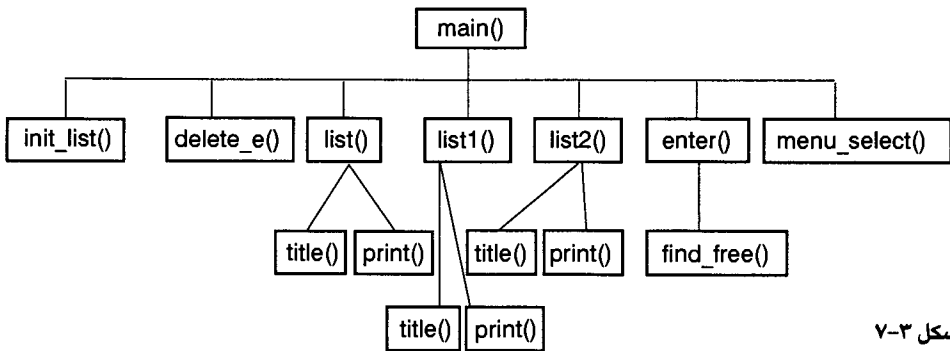 main()
init_list() delete_e() list() list1() list2() enter() menu_select()
title() print() title() print() find_free()
title() print()
شکل ۳-۷